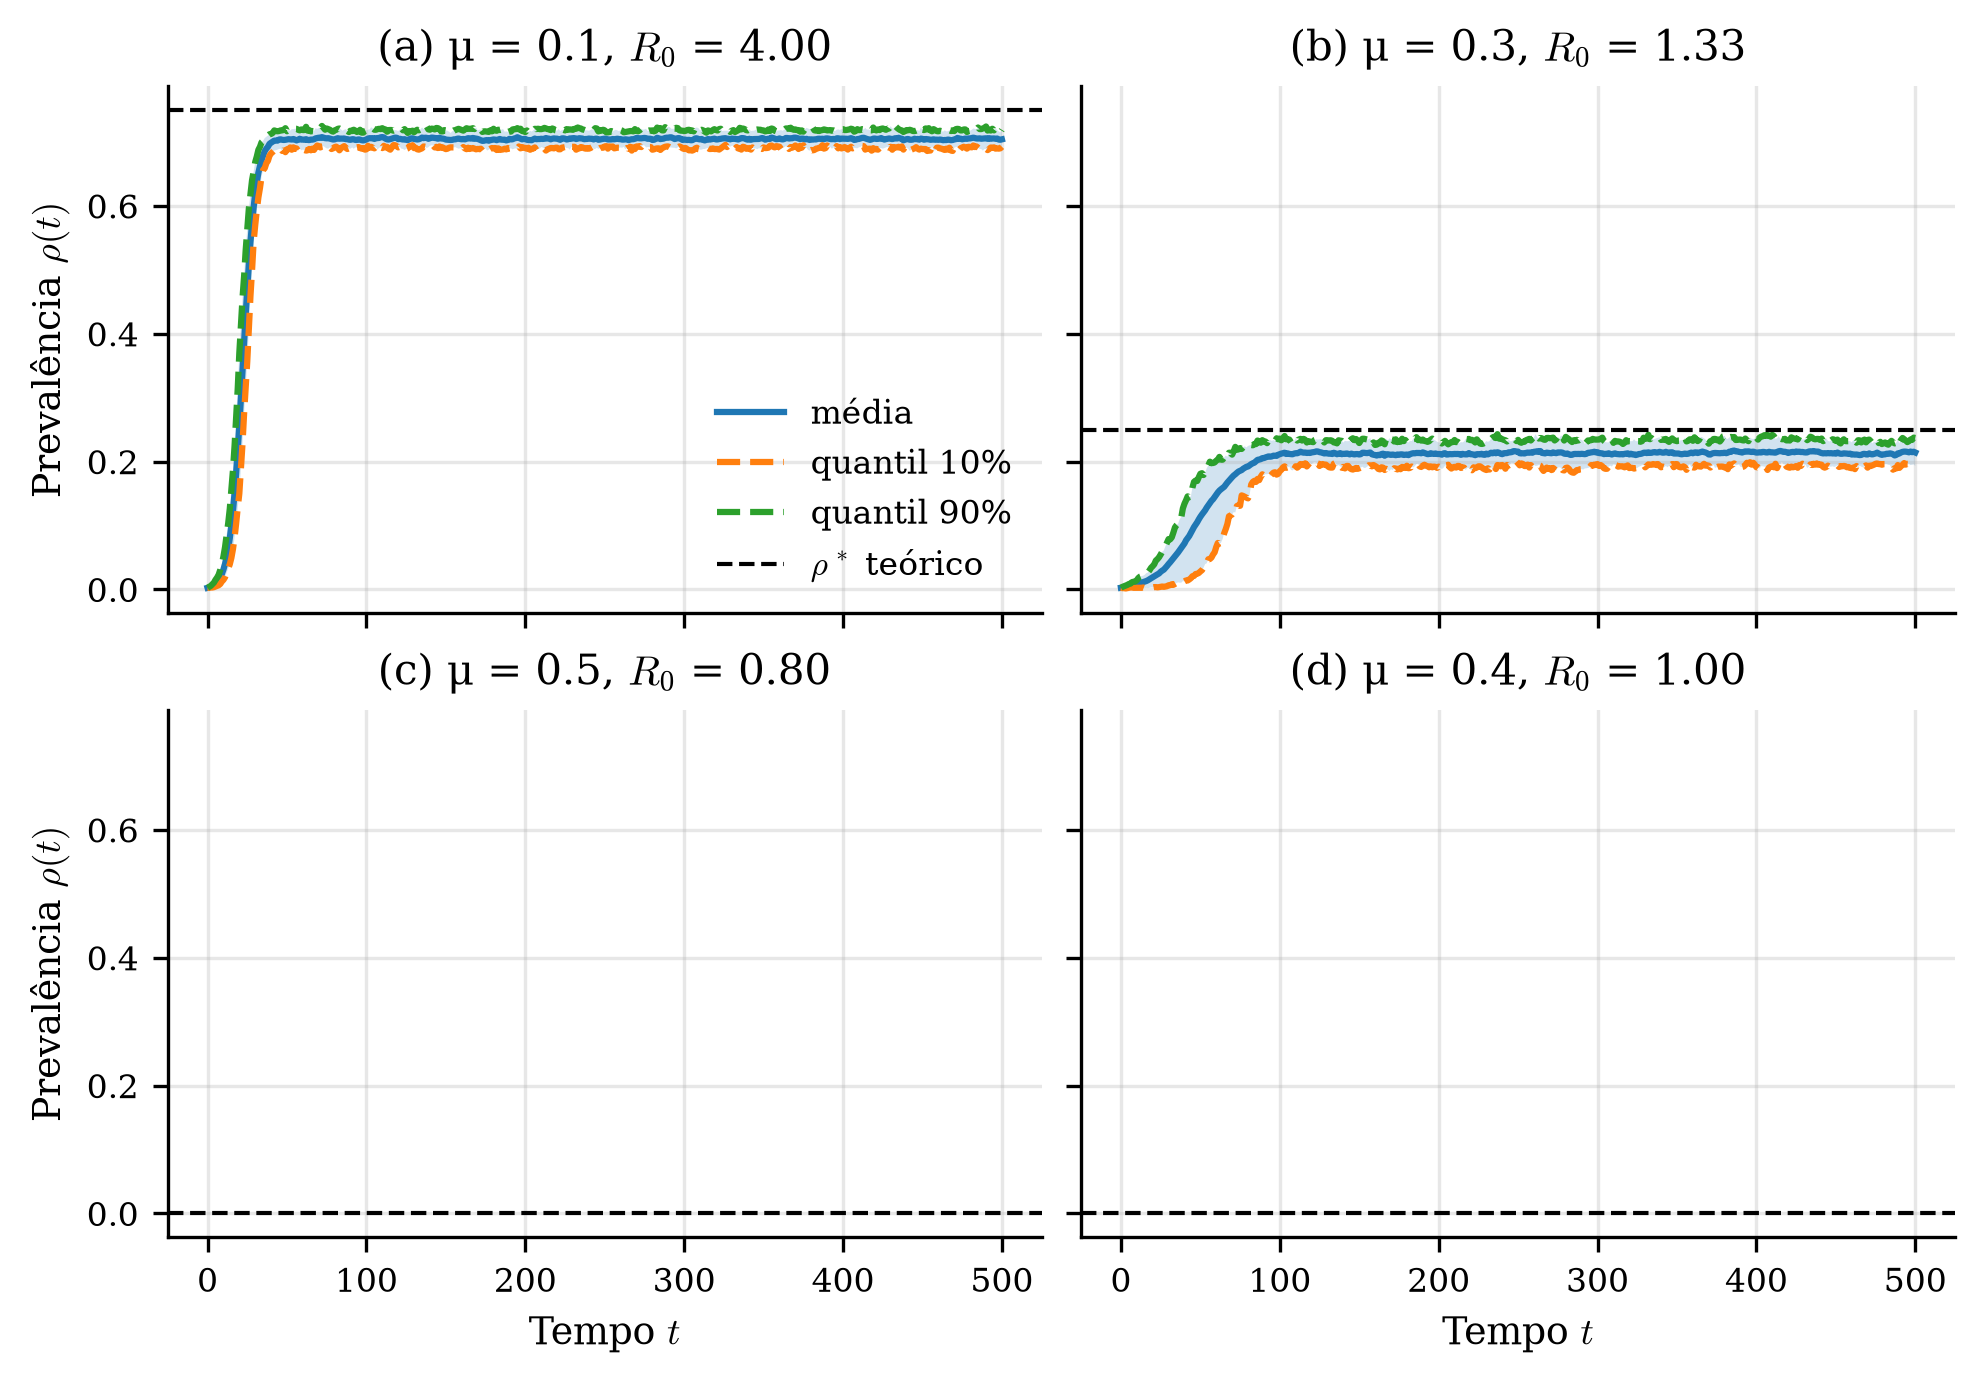 (a) μ = 0.1, R₀ = 4.00
(b) μ = 0.3, R₀ = 1.33
Prevalência ρ(t)
0.6
0.4
0.2
0.0
média
quantil 10%
quantil 90%
ρ* teórico
(c) μ = 0.5, R₀ = 0.80
(d) μ = 0.4, R₀ = 1.00
Prevalência ρ(t)
0.6
0.4
0.2
0.0
0 100 200 300 400 500
0 100 200 300 400 500
Tempo t
Tempo t